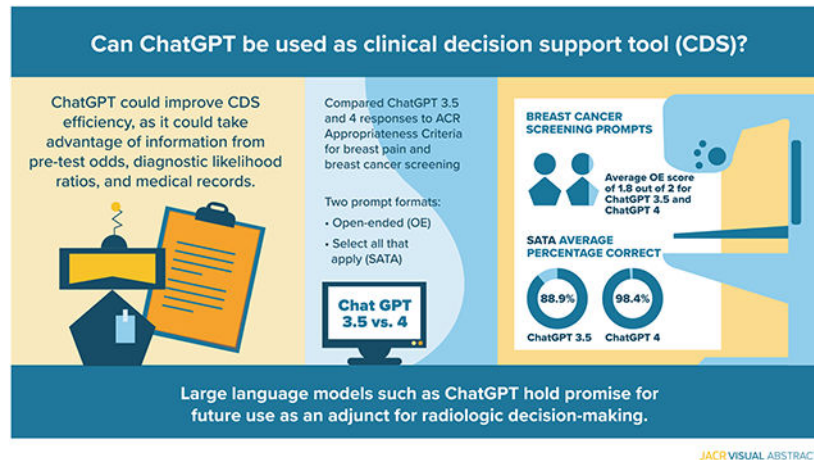 Can ChatGPT be used as clinical decision support tool (CDS)?
ChatGPT could improve CDS
efficiency, as it could take
advantage of information from
pre-test odds, diagnostic likelihood
ratios, and medical records.
Compared ChatGPT 3.5
and 4 responses to ACR
Appropriateness Criteria
for breast pain and
breast cancer screening
Two prompt formats:
• Open-ended (OE)
• Select all that
apply (SATA)
Chat GPT
3.5 vs. 4
BREAST CANCER
SCREENING PROMPTS
Average OE score
of 1.8 out of 2 for
ChatGPT 3.5 and
ChatGPT 4
SATA AVERAGE
PERCENTAGE CORRECT
88.9%
98.4%
ChatGPT 3.5
ChatGPT 4
Large language models such as ChatGPT hold promise for
future use as an adjunct for radiologic decision-making.
JACR VISUAL ABSTRACT